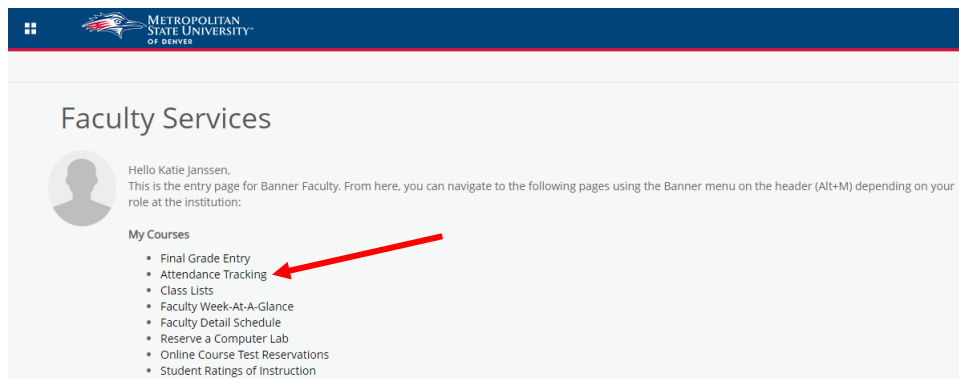 METROPOLITAN
STATE UNIVERSITY™
OF DENVER
Faculty Services
Hello Katie Janssen,
This is the entry page for Banner Faculty. From here, you can navigate to the following pages using the Banner menu on the header (Alt+M) depending on your
role at the institution:
My Courses
• Final Grade Entry
• Attendance Tracking
• Class Lists
• Faculty Week-At-A-Glance
• Faculty Detail Schedule
• Reserve a Computer Lab
• Online Course Test Reservations
• Student Ratings of Instruction